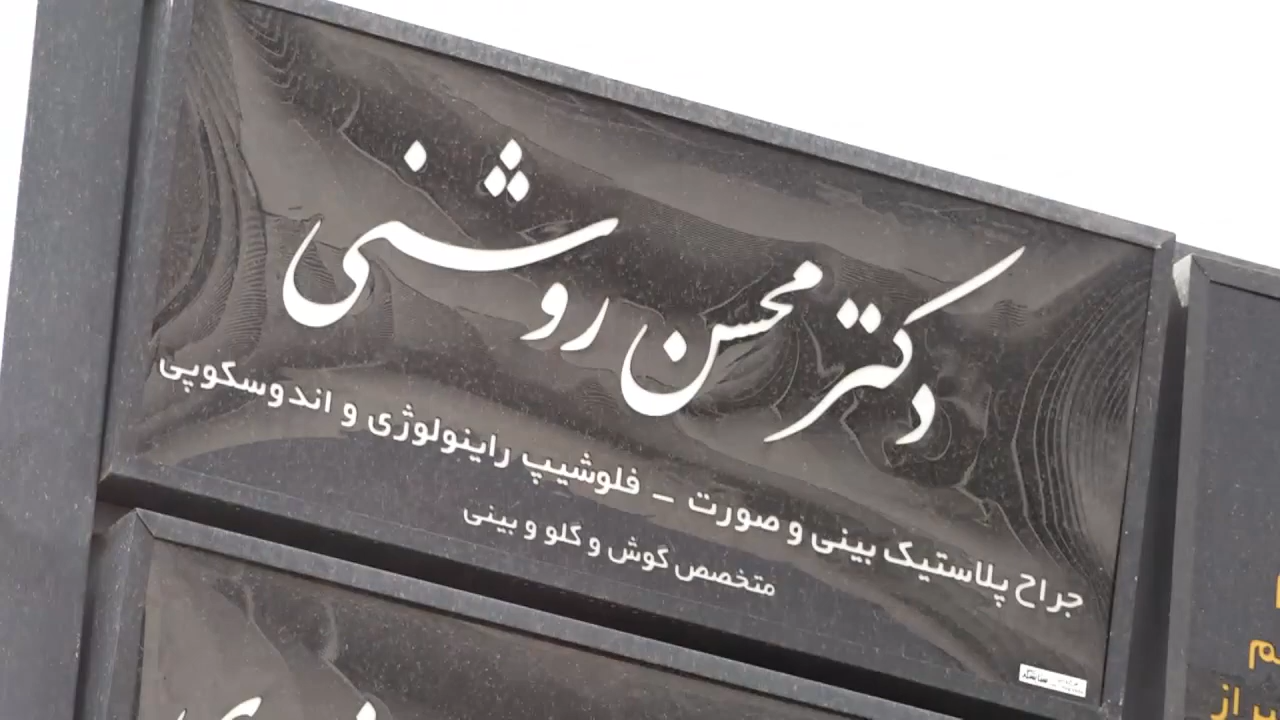 دکتر محسن روشنی
جراح پلاستیک بینی و صورت - فلوشیپ راینولوژی و اندوسکوپی
متخصص گوش و گلو و بینی